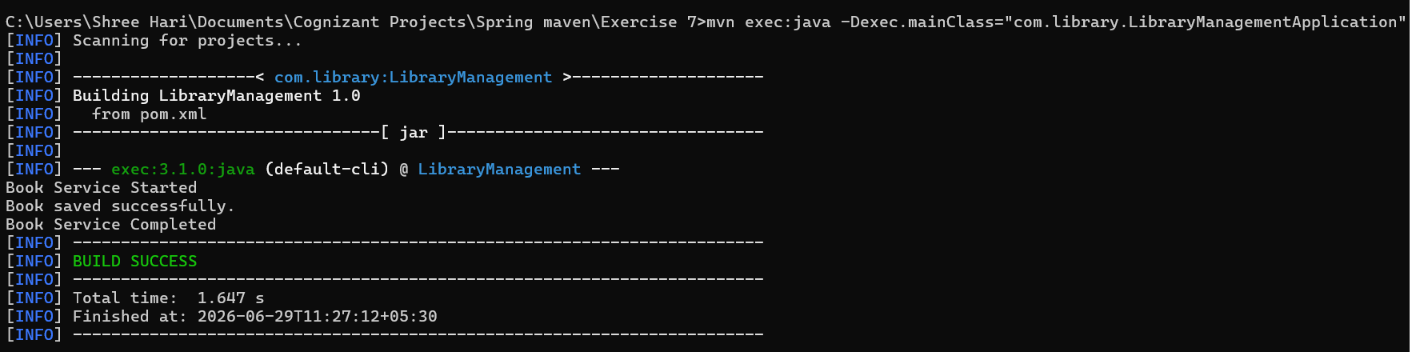 C:\Users\Shree Hari\Documents\Cognizant Projects\Spring maven\Exercise 7>mvn exec:java -Dexec.mainClass="com.library.LibraryManagementApplication"
[INFO] Scanning for projects...
[INFO]
[INFO] -------------------< com.library:LibraryManagement >--------------------
[INFO] Building LibraryManagement 1.0
[INFO]   from pom.xml
[INFO] --------------------------------[ jar ]---------------------------------
[INFO]
[INFO] --- exec:3.1.0:java (default-cli) @ LibraryManagement ---
Book Service Started
Book saved successfully.
Book Service Completed
[INFO] ------------------------------------------------------------------------
[INFO] BUILD SUCCESS
[INFO] ------------------------------------------------------------------------
[INFO] Total time:  1.647 s
[INFO] Finished at: 2026-06-29T11:27:12+05:30
[INFO] ------------------------------------------------------------------------